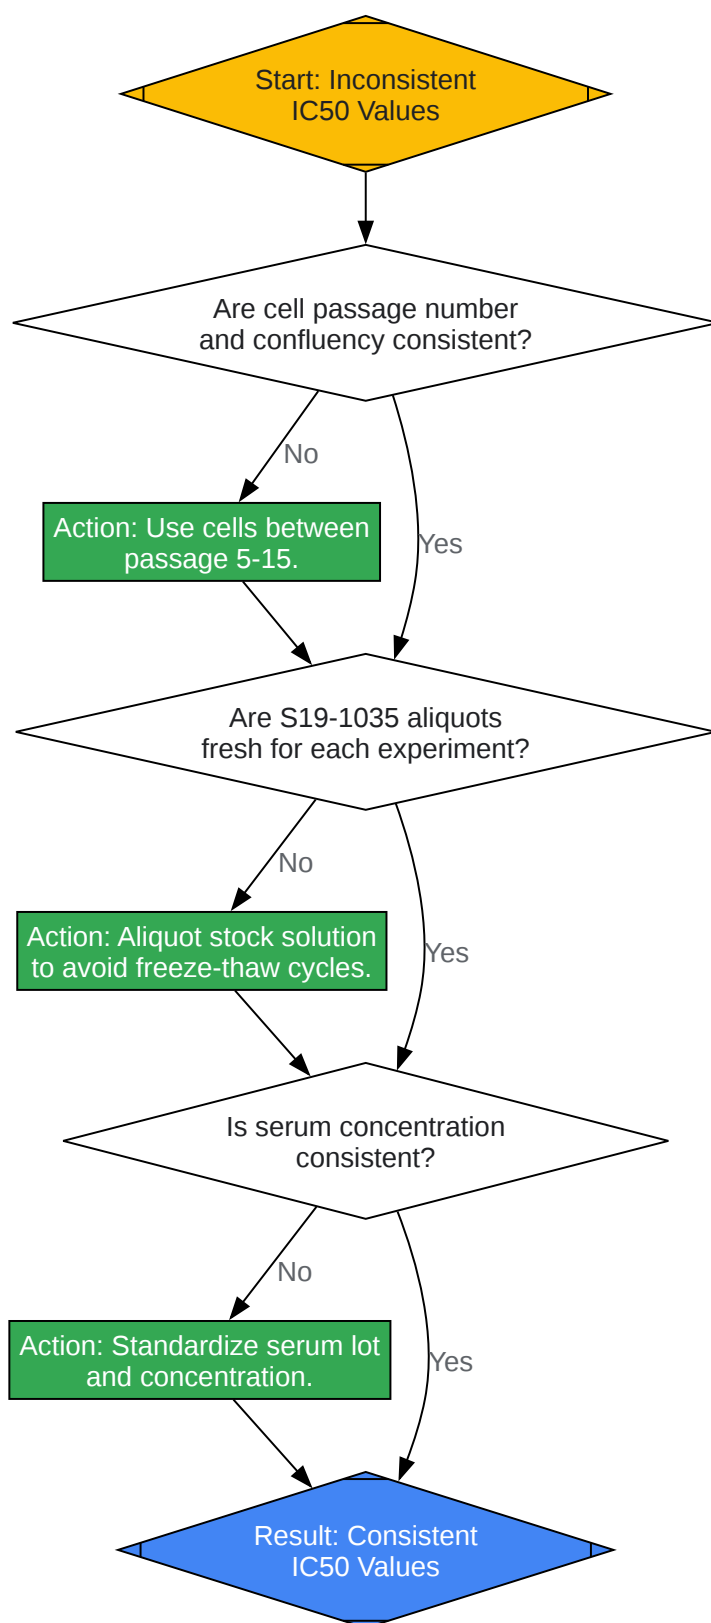 Start: Inconsistent
IC50 Values
Are cell passage number
and confluency consistent?
No
Action: Use cells between
passage 5-15.
Yes
Are S19-1035 aliquots
fresh for each experiment?
No
Action: Aliquot stock solution
to avoid freeze-thaw cycles.
Yes
Is serum concentration
consistent?
No
Action: Standardize serum lot
and concentration.
Yes
Result: Consistent
IC50 Values